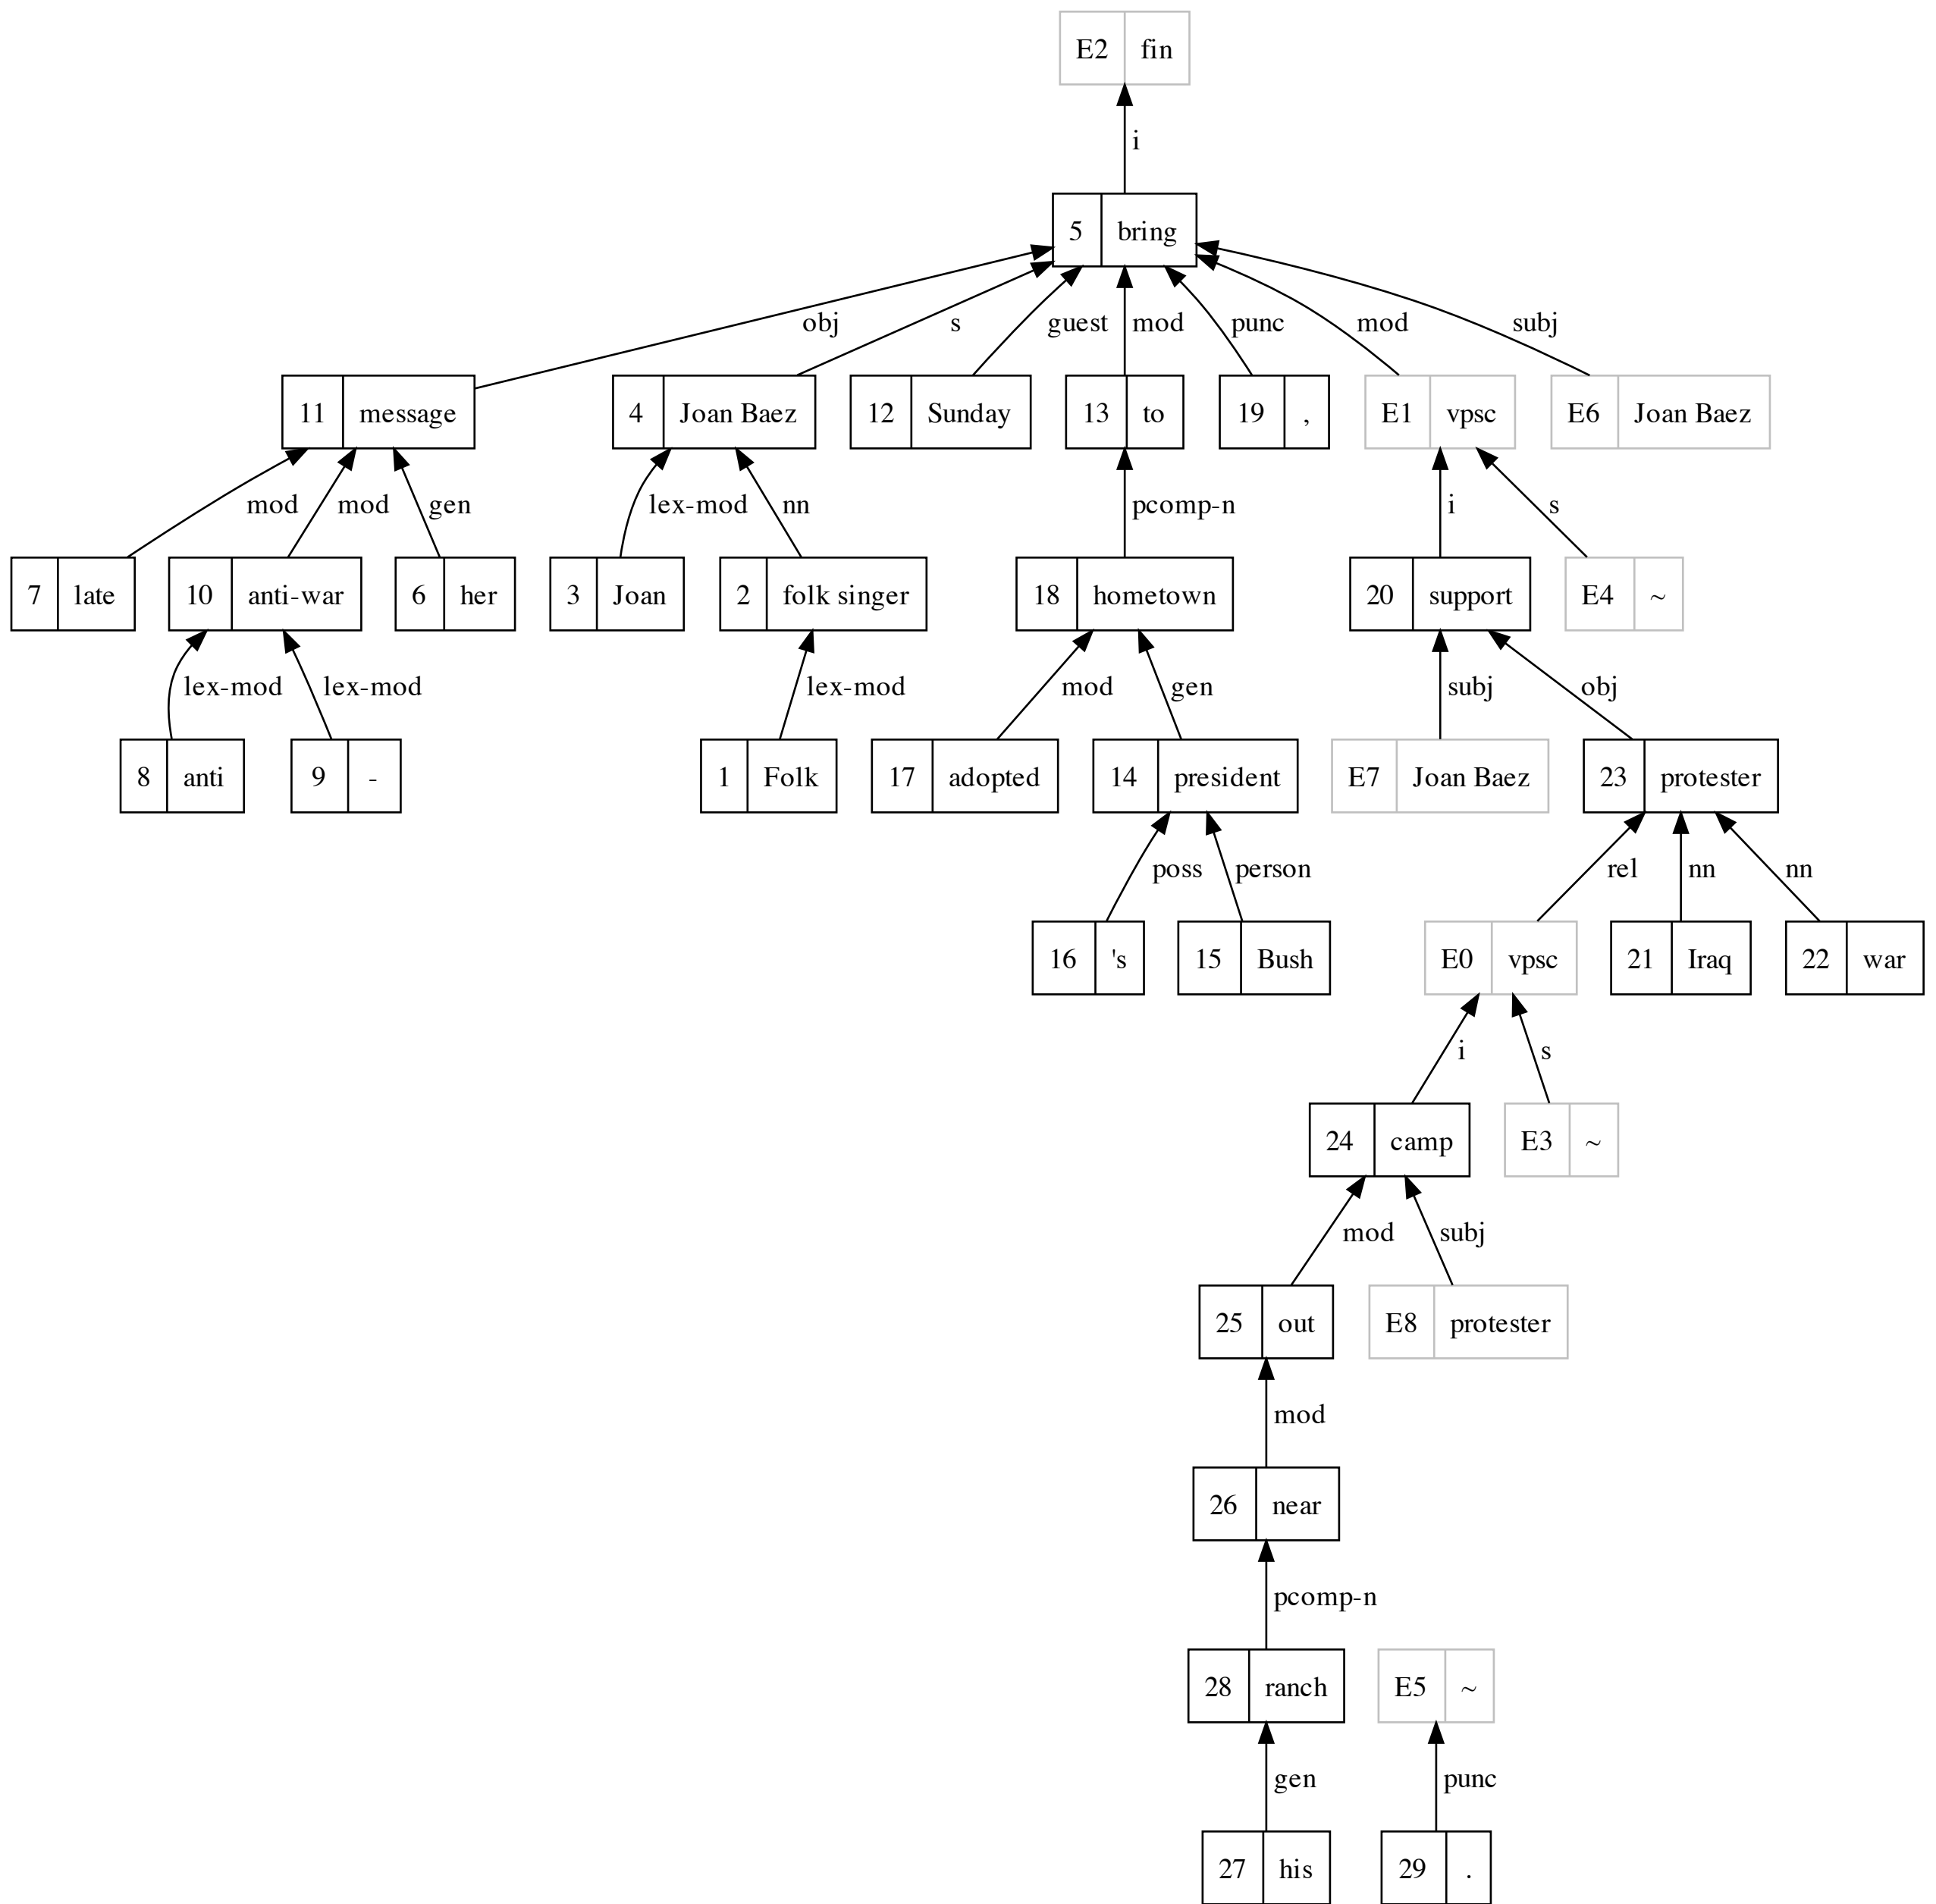 E2 fin
i
5 bring
obj s guest mod punc mod subj
11 message 4 Joan Baez 12 Sunday 13 to 19 , E1 vpsc E6 Joan Baez
mod mod gen lex-mod nn pcomp-n i s
7 late 10 anti-war 6 her 3 Joan 2 folk singer 18 hometown 20 support E4 ~
lex-mod lex-mod lex-mod mod gen subj obj
8 anti 9 - 1 Folk 17 adopted 14 president E7 Joan Baez 23 protester
poss person rel nn nn
16 's 15 Bush E0 vpsc 21 Iraq 22 war
i s
24 camp E3 ~
mod subj
25 out E8 protester
mod
26 near
pcomp-n
28 ranch E5 ~
gen punc
27 his 29 .